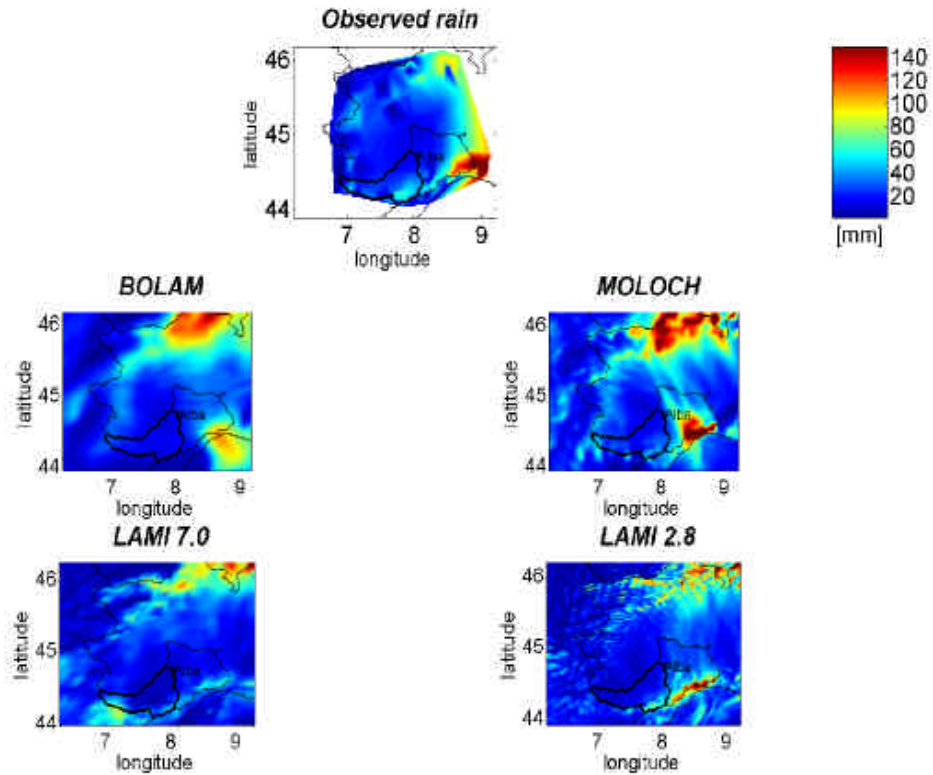 Observed rain
46
45
44
latitude
Alba
7 8 9
longitude
140
120
100
80
60
40
20
[mm]
BOLAM
46
45
44
latitude
Alba
7 8 9
longitude
MOLOCH
46
45
44
latitude
Alba
7 8 9
longitude
LAMI 7.0
46
45
44
latitude
Alba
7 8 9
longitude
LAMI 2.8
46
45
44
latitude
Alba
7 8 9
longitude